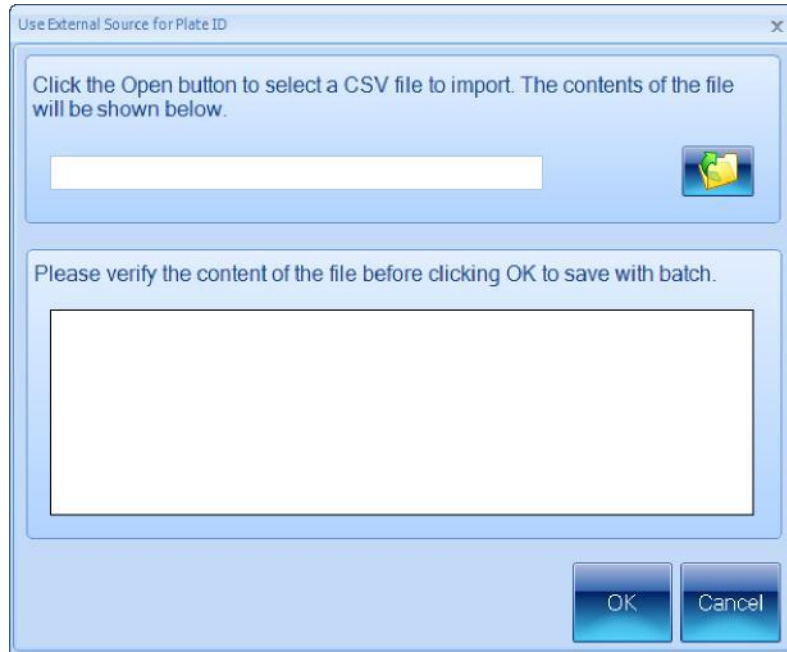 Use External Source for Plate ID
x
Click the Open button to select a CSV file to import. The contents of the file
will be shown below.
Please verify the content of the file before clicking OK to save with batch.
OK
Cancel